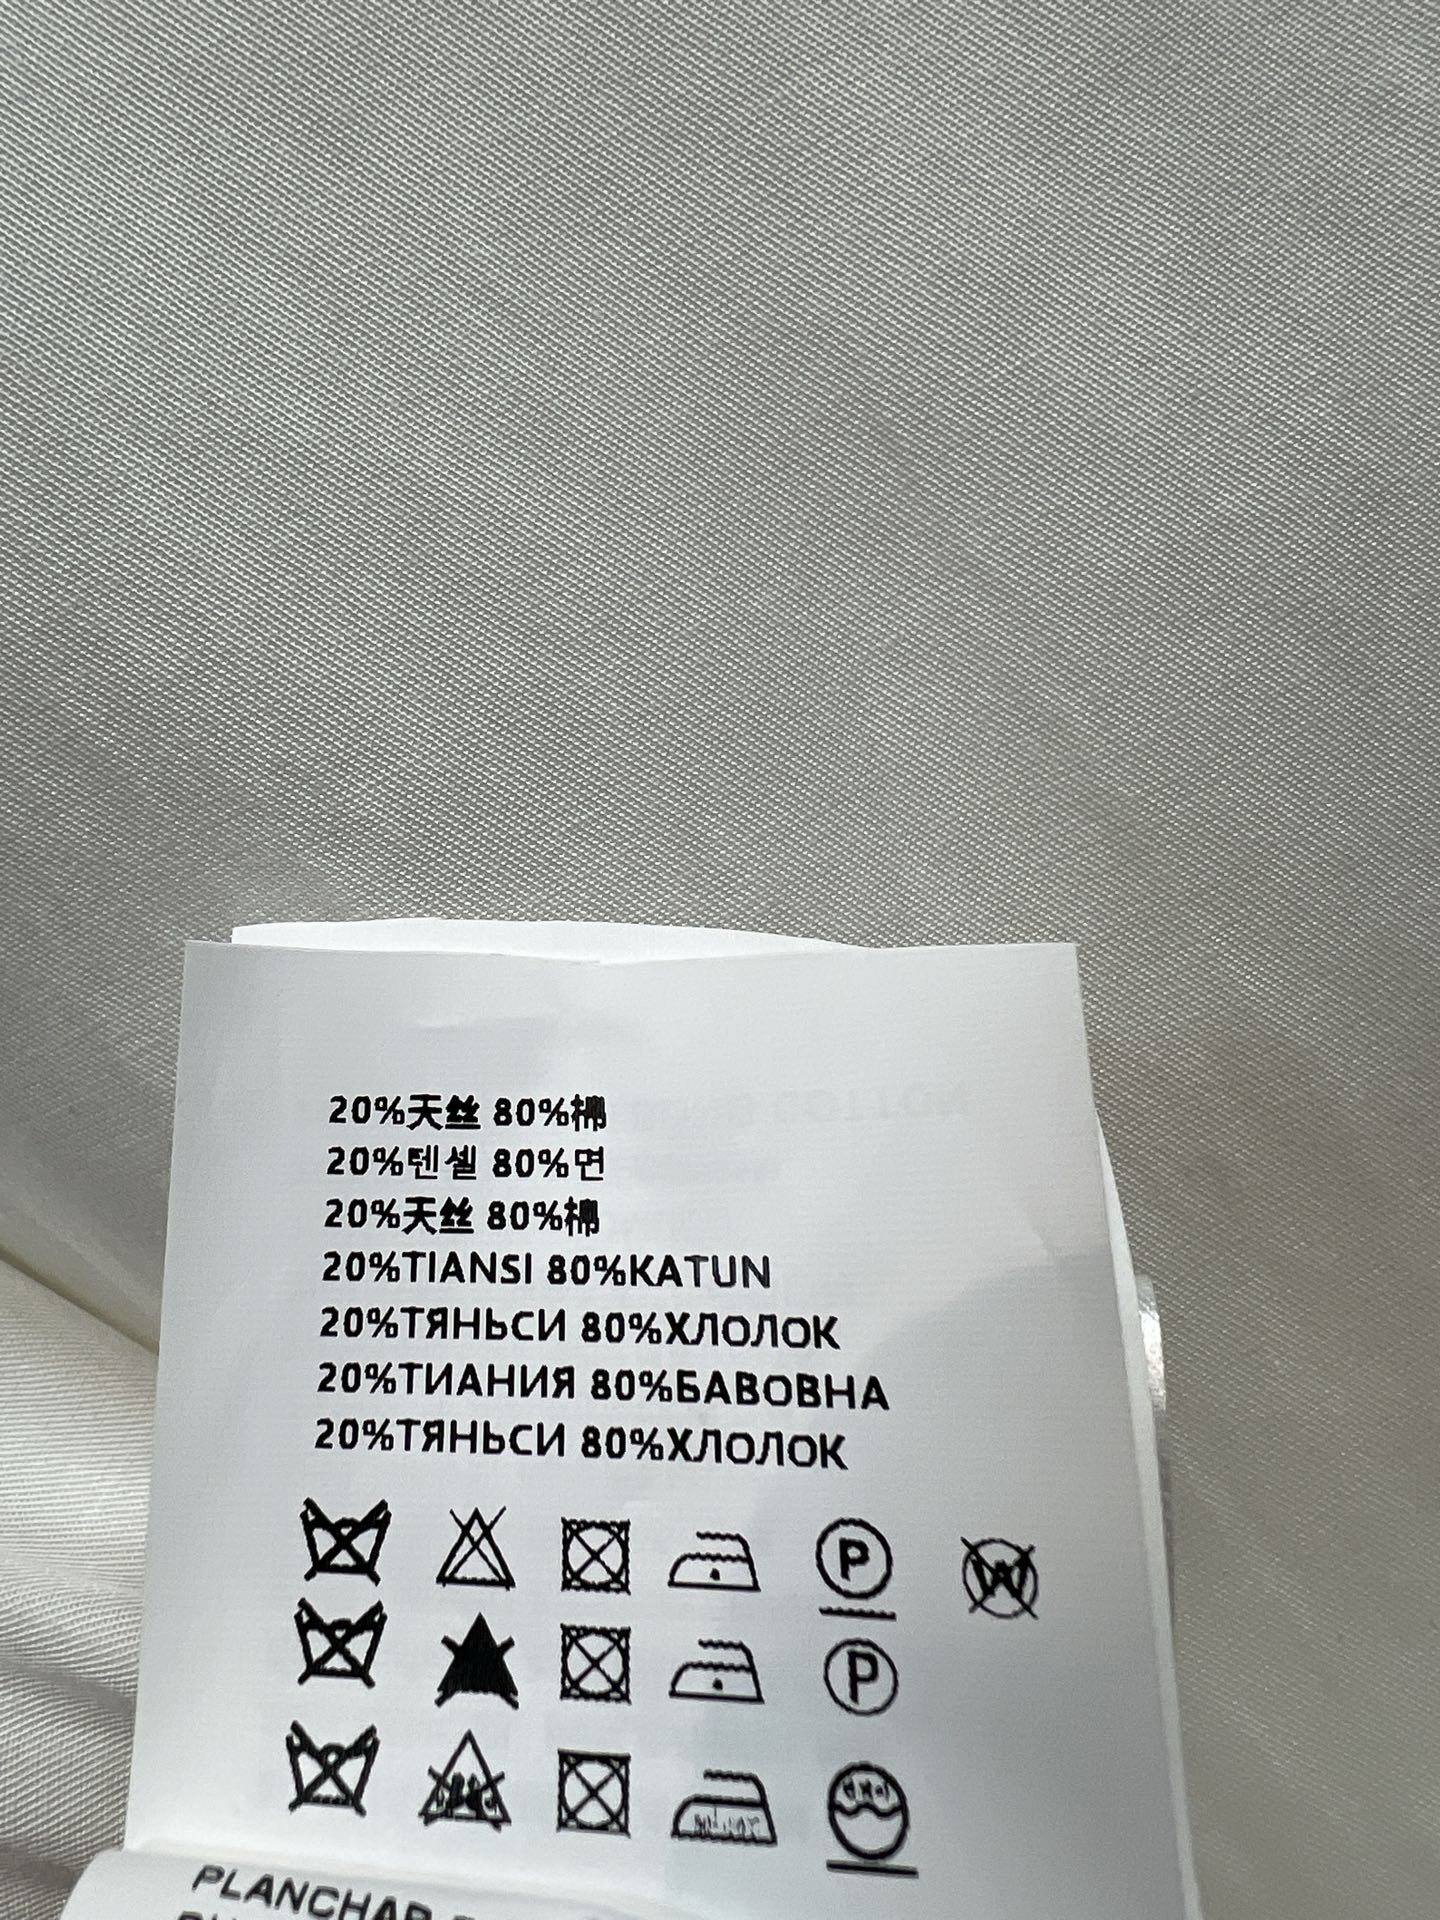 20%天丝 80%棉
20%텐셀 80%면
20%天丝 80%棉
20%TIANSI 80%KATUN
20%ТЯНЬСИ 80%ХЛОЛОК
20%ТИАНИЯ 80%БАВОВНА
20%ТЯНЬСИ 80%ХЛОЛОК
P W
P
PLANCHAR